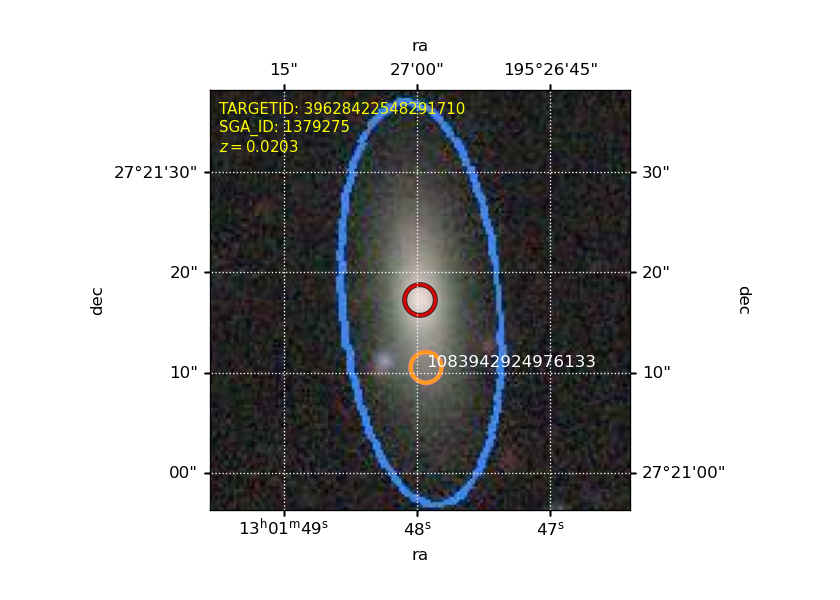 ra
15" 27'00" 195°26'45"
TARGETID: 39628422548291710
SGA_ID: 1379275
z = 0.0203
27°21'30" 30"
20" 20"
dec dec
1083942924976133
10" 10"
00" 27°21'00"
13h01m49s 48s 47s
ra